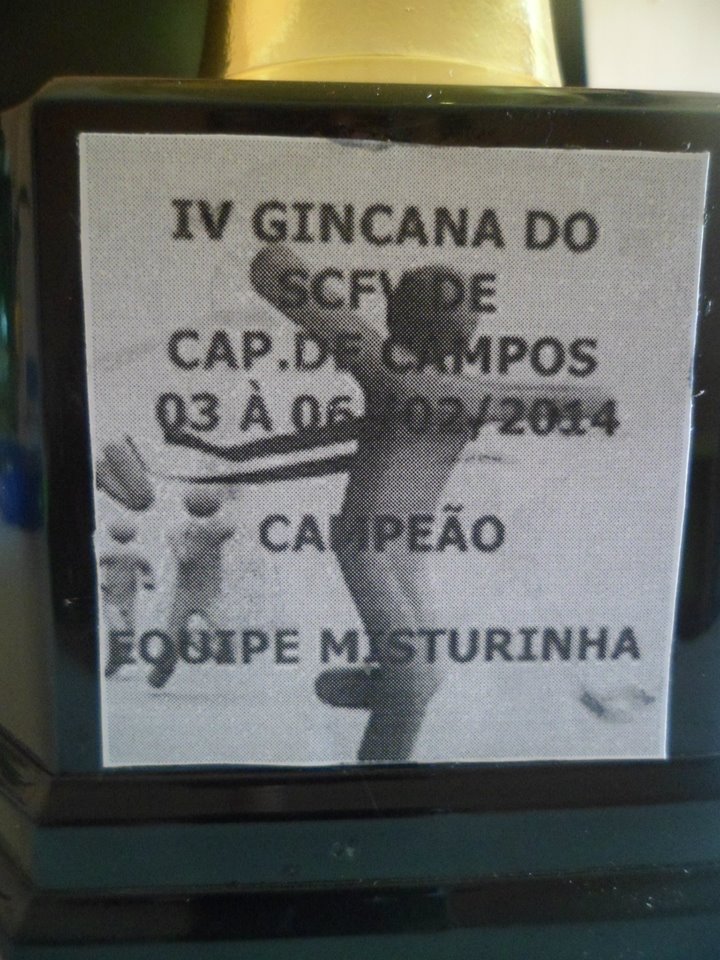 IV GINCANA DO
SCFV DE
CAP.DE CAMPOS
03 À 06 /02/2014
CAMPEÃO
EQUIPE MISTURINHA